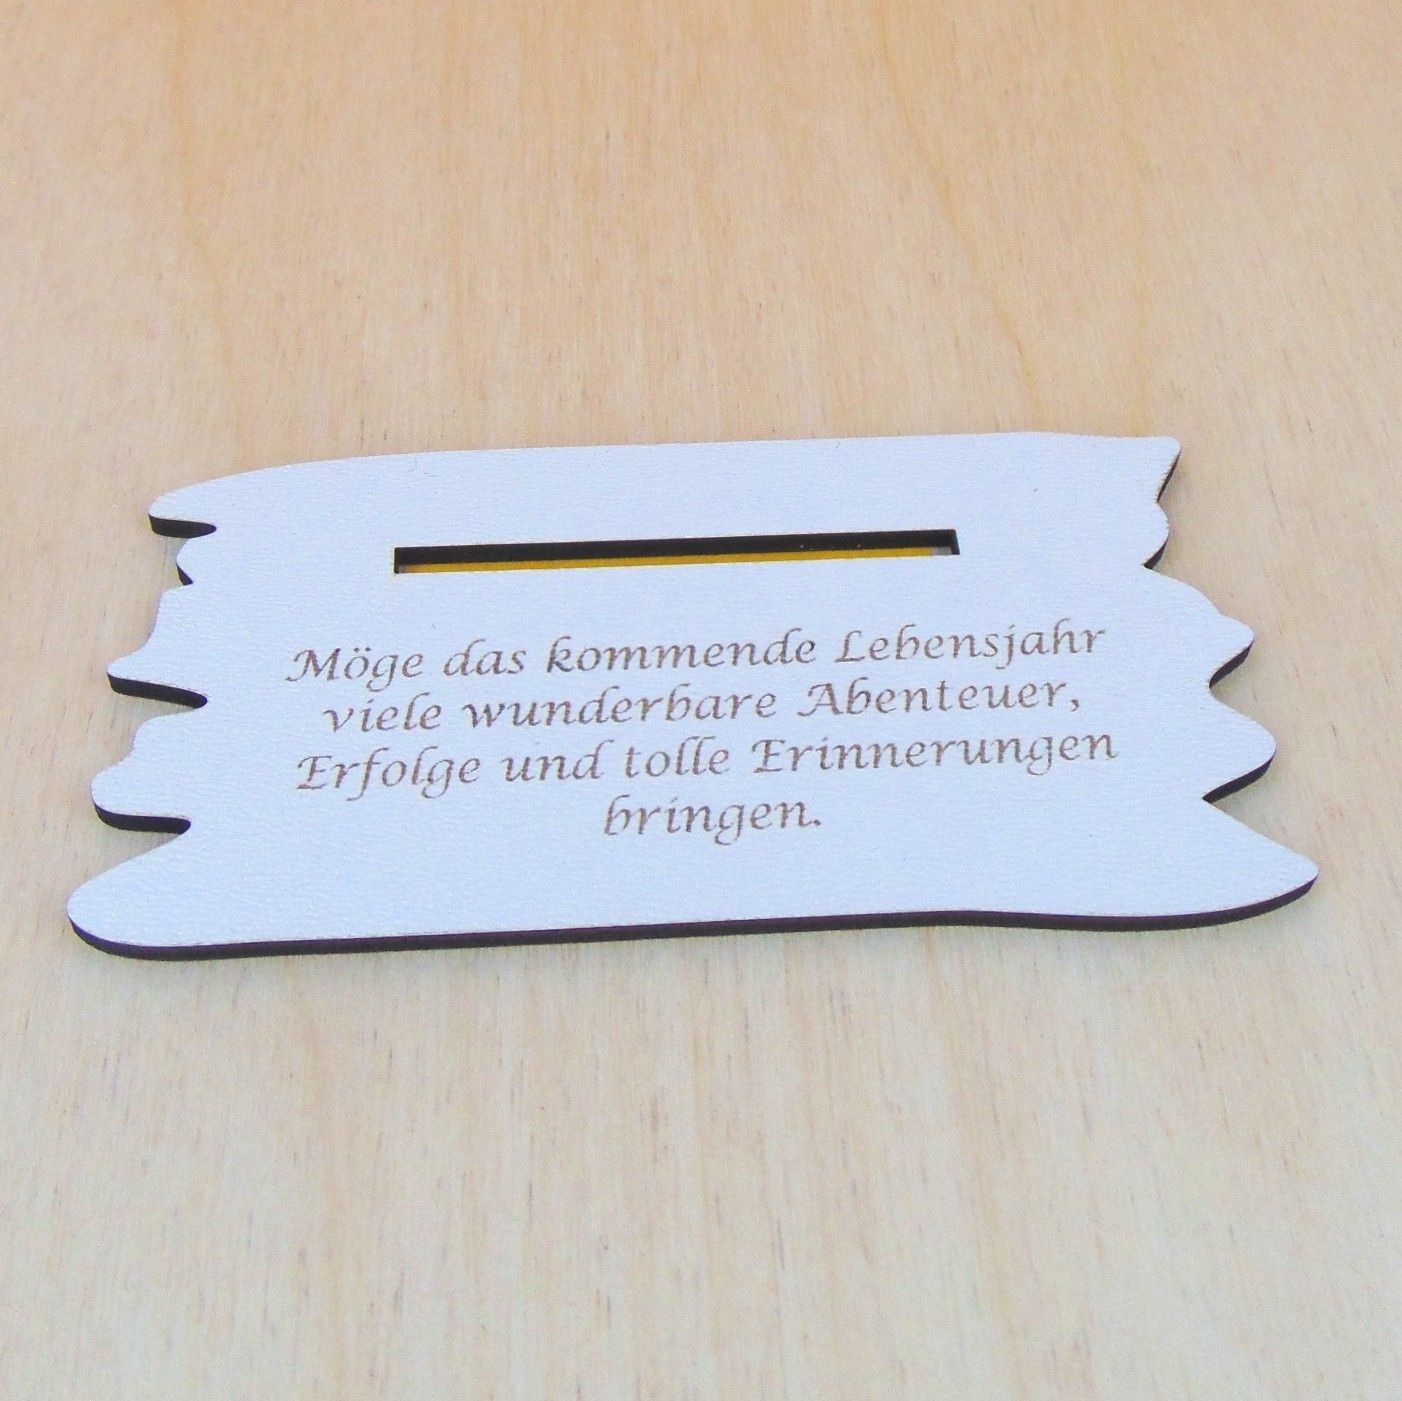 Möge das kommende Lebensjahr
viele wunderbare Abenteuer,
Erfolge und tolle Erinnerungen
bringen.